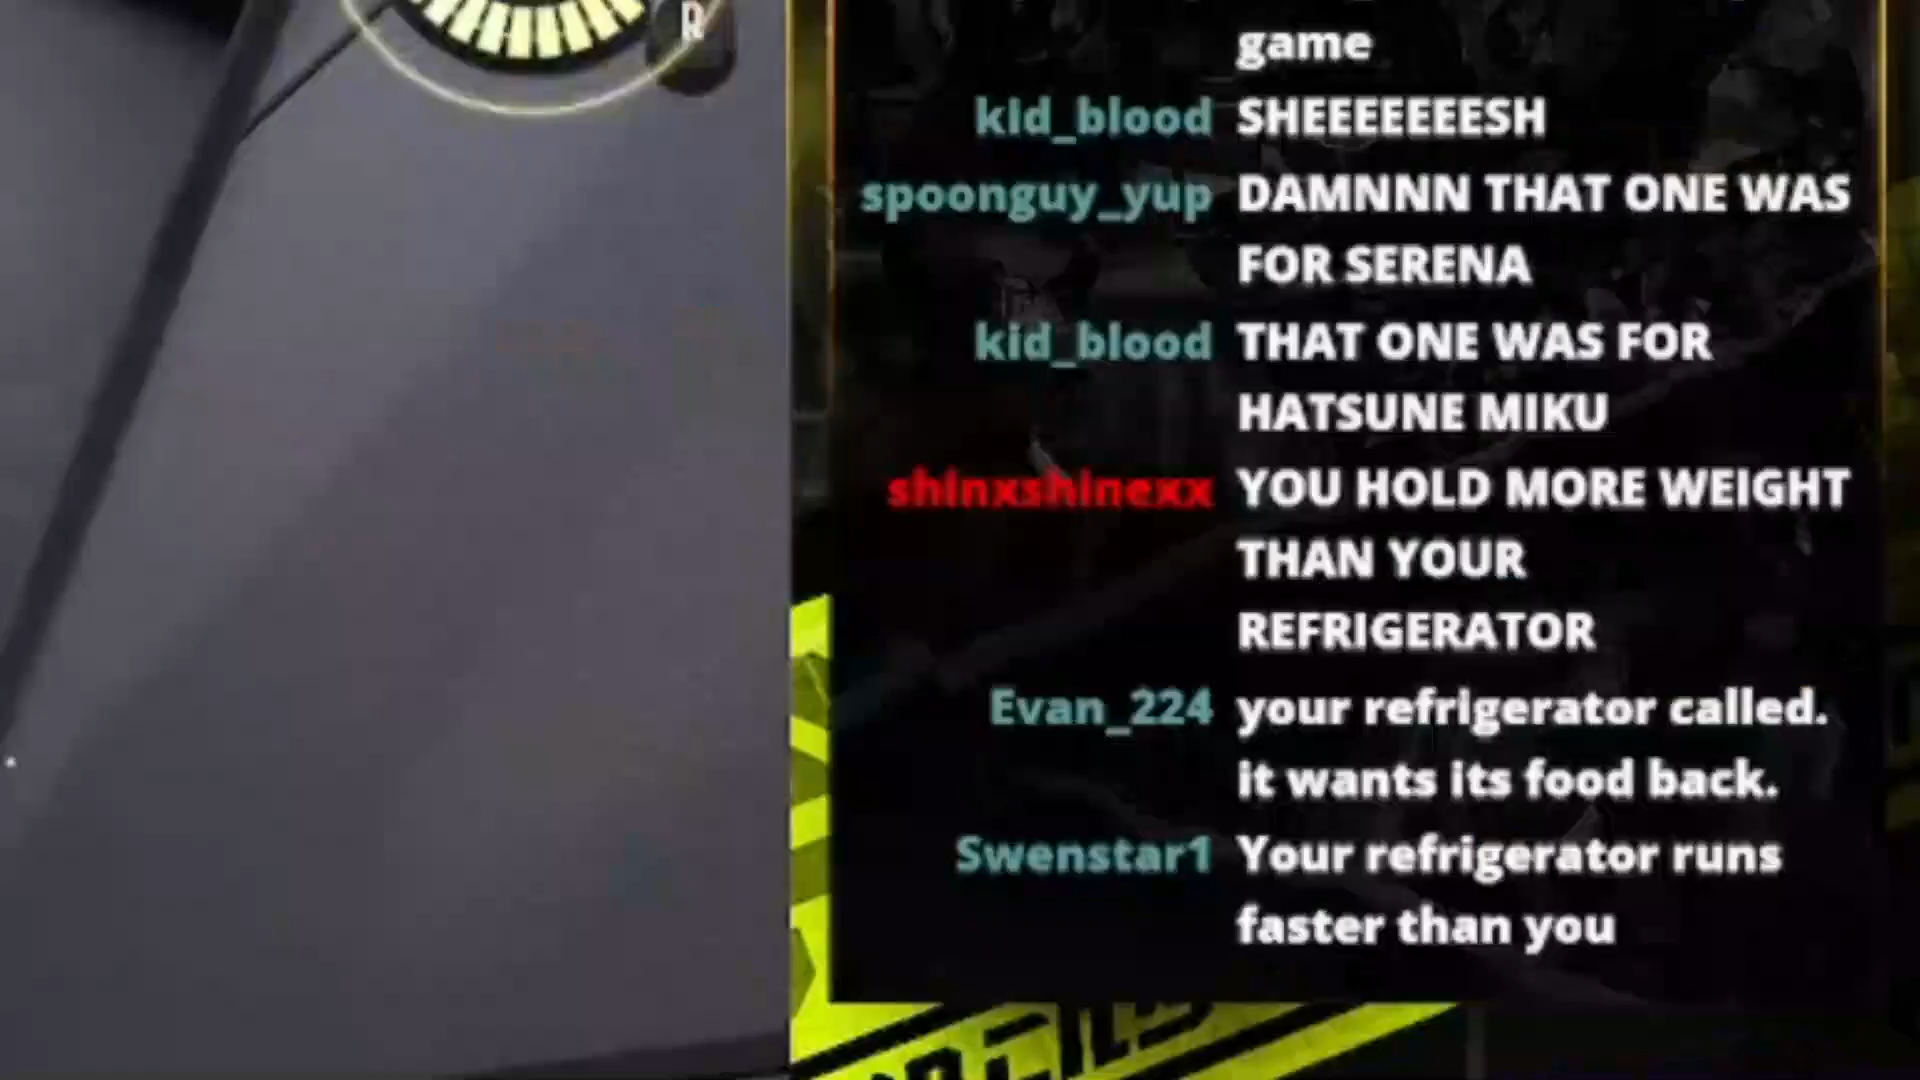 R
game
kid_blood SHEEEEEEESH
spoonguy_yup DAMNNN THAT ONE WAS
FOR SERENA
kid_blood THAT ONE WAS FOR
HATSUNE MIKU
shinxshinexx YOU HOLD MORE WEIGHT
THAN YOUR
REFRIGERATOR
Evan_224 your refrigerator called.
it wants its food back.
Swenstar1 Your refrigerator runs
faster than you